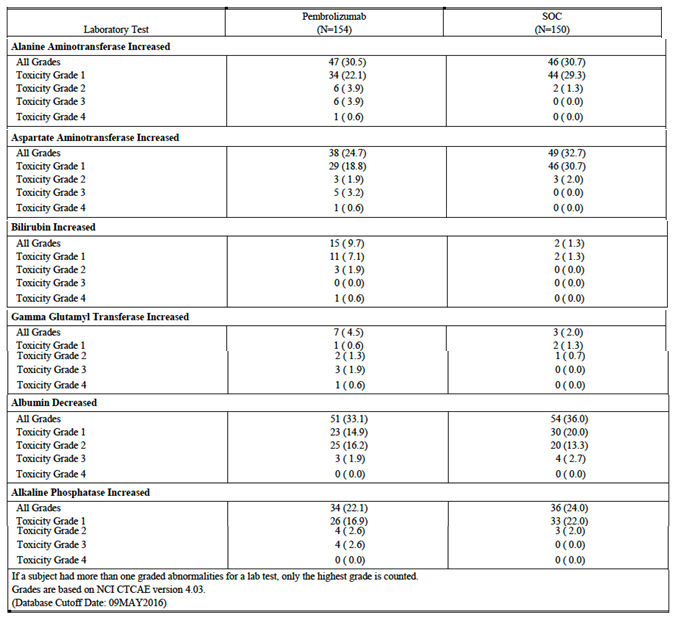 Pembrolizumab SOC
Laboratory Test (N=154) (N=150)
Alanine Aminotransferase Increased
All Grades 47 (30.5) 46 (30.7)
Toxicity Grade 1 34 (22.1) 44 (29.3)
Toxicity Grade 2 6 ( 3.9) 2 ( 1.3)
Toxicity Grade 3 6 ( 3.9) 0 ( 0.0)
Toxicity Grade 4 1 ( 0.6) 0 ( 0.0)
Aspartate Aminotransferase Increased
All Grades 38 (24.7) 49 (32.7)
Toxicity Grade 1 29 (18.8) 46 (30.7)
Toxicity Grade 2 3 ( 1.9) 3 ( 2.0)
Toxicity Grade 3 5 ( 3.2) 0 ( 0.0)
Toxicity Grade 4 1 ( 0.6) 0 ( 0.0)
Bilirubin Increased
All Grades 15 ( 9.7) 2 ( 1.3)
Toxicity Grade 1 11 ( 7.1) 2 ( 1.3)
Toxicity Grade 2 3 ( 1.9) 0 ( 0.0)
Toxicity Grade 3 0 ( 0.0) 0 ( 0.0)
Toxicity Grade 4 1 ( 0.6) 0 ( 0.0)
Gamma Glutamyl Transferase Increased
All Grades 7 ( 4.5) 3 ( 2.0)
Toxicity Grade 1 1 ( 0.6) 2 ( 1.3)
Toxicity Grade 2 2 ( 1.3) 1 ( 0.7)
Toxicity Grade 3 3 ( 1.9) 0 ( 0.0)
Toxicity Grade 4 1 ( 0.6) 0 ( 0.0)
Albumin Decreased
All Grades 51 (33.1) 54 (36.0)
Toxicity Grade 1 23 (14.9) 30 (20.0)
Toxicity Grade 2 25 (16.2) 20 (13.3)
Toxicity Grade 3 3 ( 1.9) 4 ( 2.7)
Toxicity Grade 4 0 ( 0.0) 0 ( 0.0)
Alkaline Phosphatase Increased
All Grades 34 (22.1) 36 (24.0)
Toxicity Grade 1 26 (16.9) 33 (22.0)
Toxicity Grade 2 4 ( 2.6) 3 ( 2.0)
Toxicity Grade 3 4 ( 2.6) 0 ( 0.0)
Toxicity Grade 4 0 ( 0.0) 0 ( 0.0)
If a subject had more than one graded abnormalities for a lab test, only the highest grade is counted.
Grades are based on NCI CTCAE version 4.03.
(Database Cutoff Date: 09MAY2016)